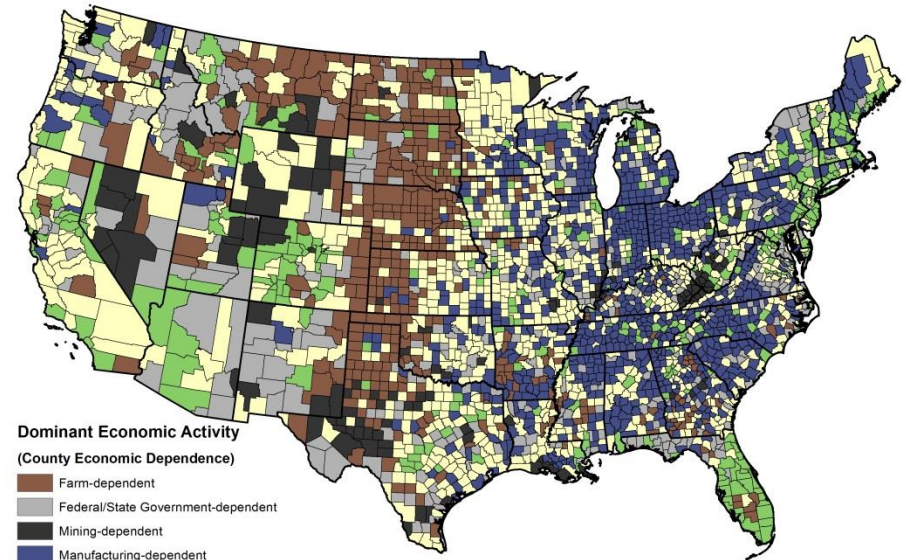 Dominant Economic Activity
(County Economic Dependence)
Farm-dependent
Federal/State Government-dependent
Mining-dependent
Manufacturing-dependent